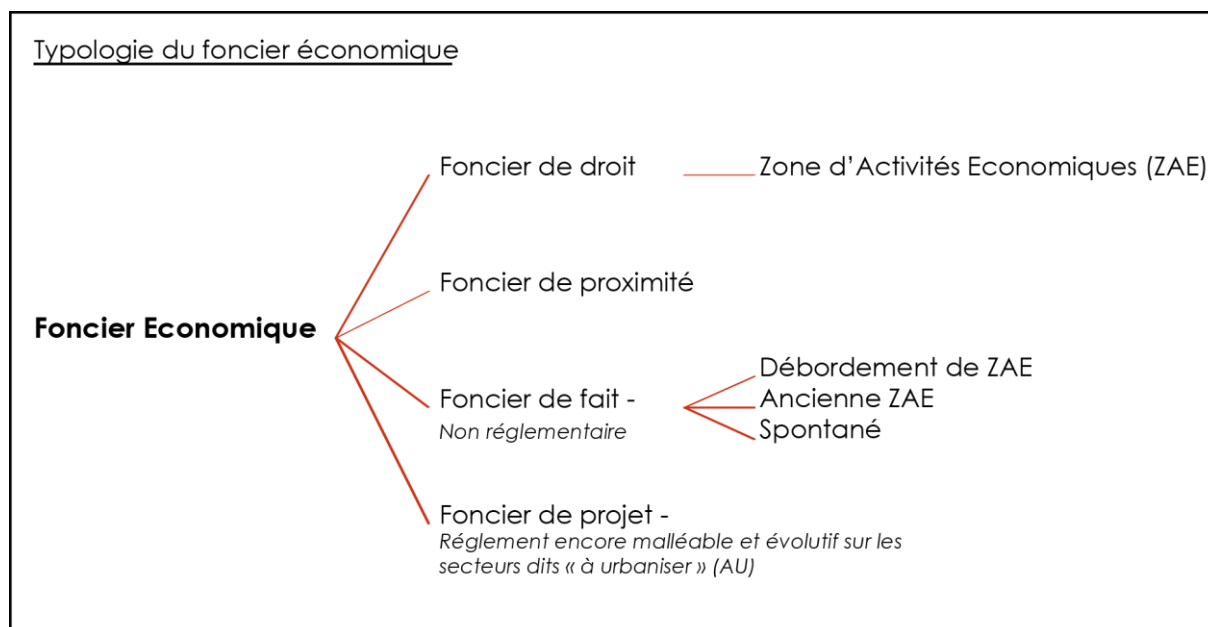 Typologie du foncier économique
Foncier de droit
Zone d’Activités Economiques (ZAE)
Foncier de proximité
Foncier Economique
Débordement de ZAE
Foncier de fait -
Ancienne ZAE
Non réglementaire
Spontané
Foncier de projet -
Réglement encore malléable et évolutif sur les
secteurs dits « à urbaniser » (AU)